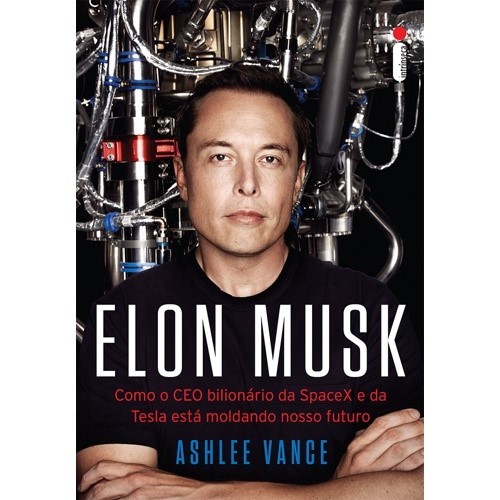 intrínseca
ELON MUSK
Como o CEO bilionário da SpaceX e da
Tesla está moldando nosso futuro
ASHLEE VANCE